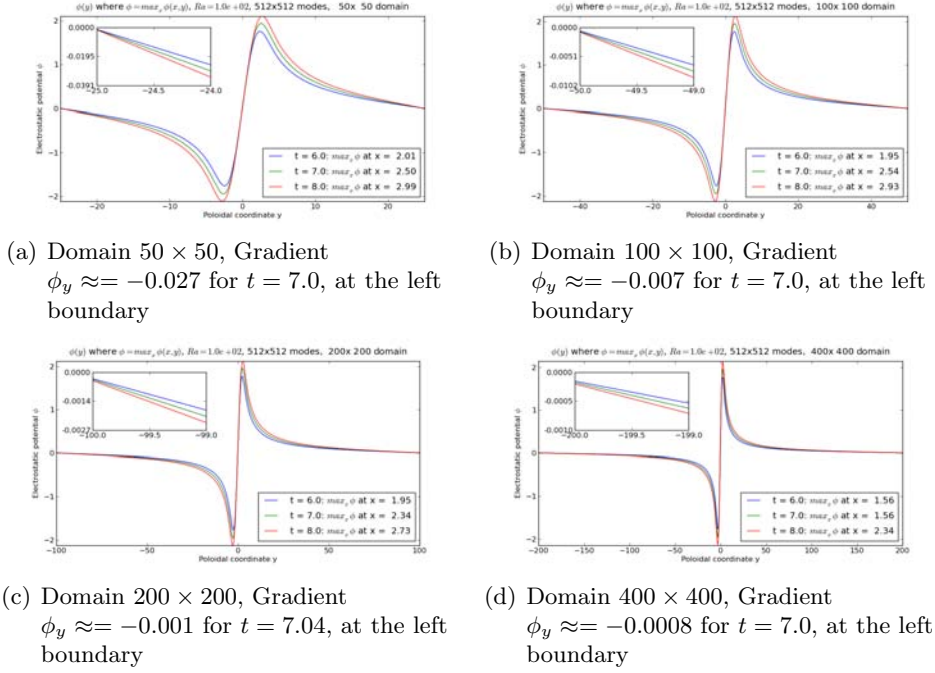 ϕ(y) where ϕ=max_x ϕ(x,y), Ra=1.0e+02, 512x512 modes, 50x 50 domain
Electrostatic potential ϕ
2
1
0
−1
−2
0.0000
−0.0195
−0.0391
−25.0 −24.5 −24.0
t = 6.0: max_x ϕ at x = 2.01
t = 7.0: max_x ϕ at x = 2.50
t = 8.0: max_x ϕ at x = 2.99
−20 −10 0 10 20
Poloidal coordinate y
(a) Domain 50 × 50, Gradient
ϕ_y ≈= −0.027 for t = 7.0, at the left
boundary
ϕ(y) where ϕ=max_x ϕ(x,y), Ra=1.0e+02, 512x512 modes, 100x 100 domain
Electrostatic potential ϕ
2
1
0
−1
−2
0.0000
−0.0051
−0.0102
−50.0 −49.5 −49.0
t = 6.0: max_x ϕ at x = 1.95
t = 7.0: max_x ϕ at x = 2.54
t = 8.0: max_x ϕ at x = 2.93
−40 −20 0 20 40
Poloidal coordinate y
(b) Domain 100 × 100, Gradient
ϕ_y ≈= −0.007 for t = 7.0, at the left
boundary
ϕ(y) where ϕ=max_x ϕ(x,y), Ra=1.0e+02, 512x512 modes, 200x 200 domain
Electrostatic potential ϕ
2
1
0
−1
−2
0.0000
−0.0014
−0.0027
−100.0 −99.5 −99.0
t = 6.0: max_x ϕ at x = 1.95
t = 7.0: max_x ϕ at x = 2.34
t = 8.0: max_x ϕ at x = 2.73
−100 −50 0 50 100
Poloidal coordinate y
(c) Domain 200 × 200, Gradient
ϕ_y ≈= −0.001 for t = 7.04, at the left
boundary
ϕ(y) where ϕ=max_x ϕ(x,y), Ra=1.0e+02, 512x512 modes, 400x 400 domain
Electrostatic potential ϕ
2
1
0
−1
−2
0.0000
−0.0005
−0.0010
−200.0 −199.5 −199.0
t = 6.0: max_x ϕ at x = 1.56
t = 7.0: max_x ϕ at x = 1.56
t = 8.0: max_x ϕ at x = 2.34
−200 −150 −100 −50 0 50 100 150 200
Poloidal coordinate y
(d) Domain 400 × 400, Gradient
ϕ_y ≈= −0.0008 for t = 7.0, at the left
boundary